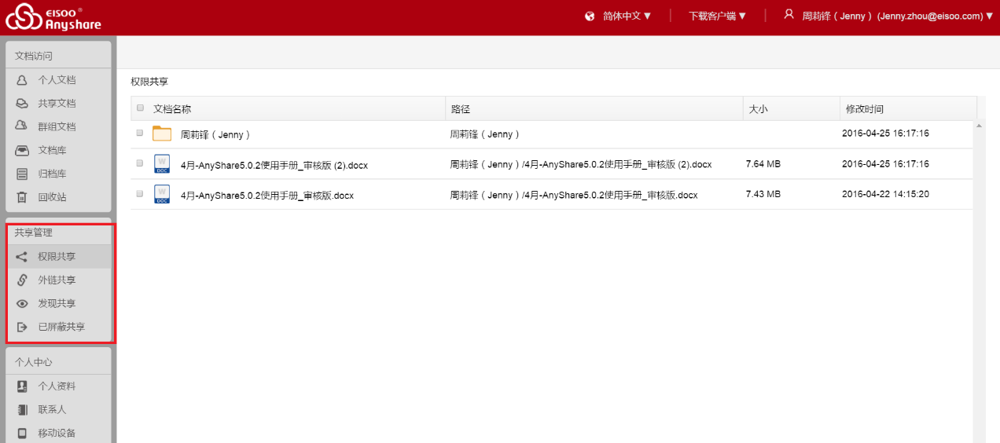 EISOO®
Anyshare
简体中文▼ | 下载客户端▼ | 周莉锋（Jenny）(Jenny.zhou@eisoo.com)▼
文档访问
个人文档
共享文档
群组文档
文档库
归档库
回收站
共享管理
权限共享
外链共享
发现共享
已屏蔽共享
个人中心
个人资料
联系人
移动设备
权限共享
文档名称 路径 大小 修改时间
周莉锋（Jenny） 周莉锋（Jenny） 2016-04-25 16:17:16
4月-AnyShare5.0.2使用手册_审核版 (2).docx 周莉锋（Jenny）/4月-AnyShare5.0.2使用手册_审核版 (2).docx 7.64 MB 2016-04-25 16:17:16
4月-AnyShare5.0.2使用手册_审核版.docx 周莉锋（Jenny）/4月-AnyShare5.0.2使用手册_审核版.docx 7.43 MB 2016-04-22 14:15:20
W
DOC
W
DOC